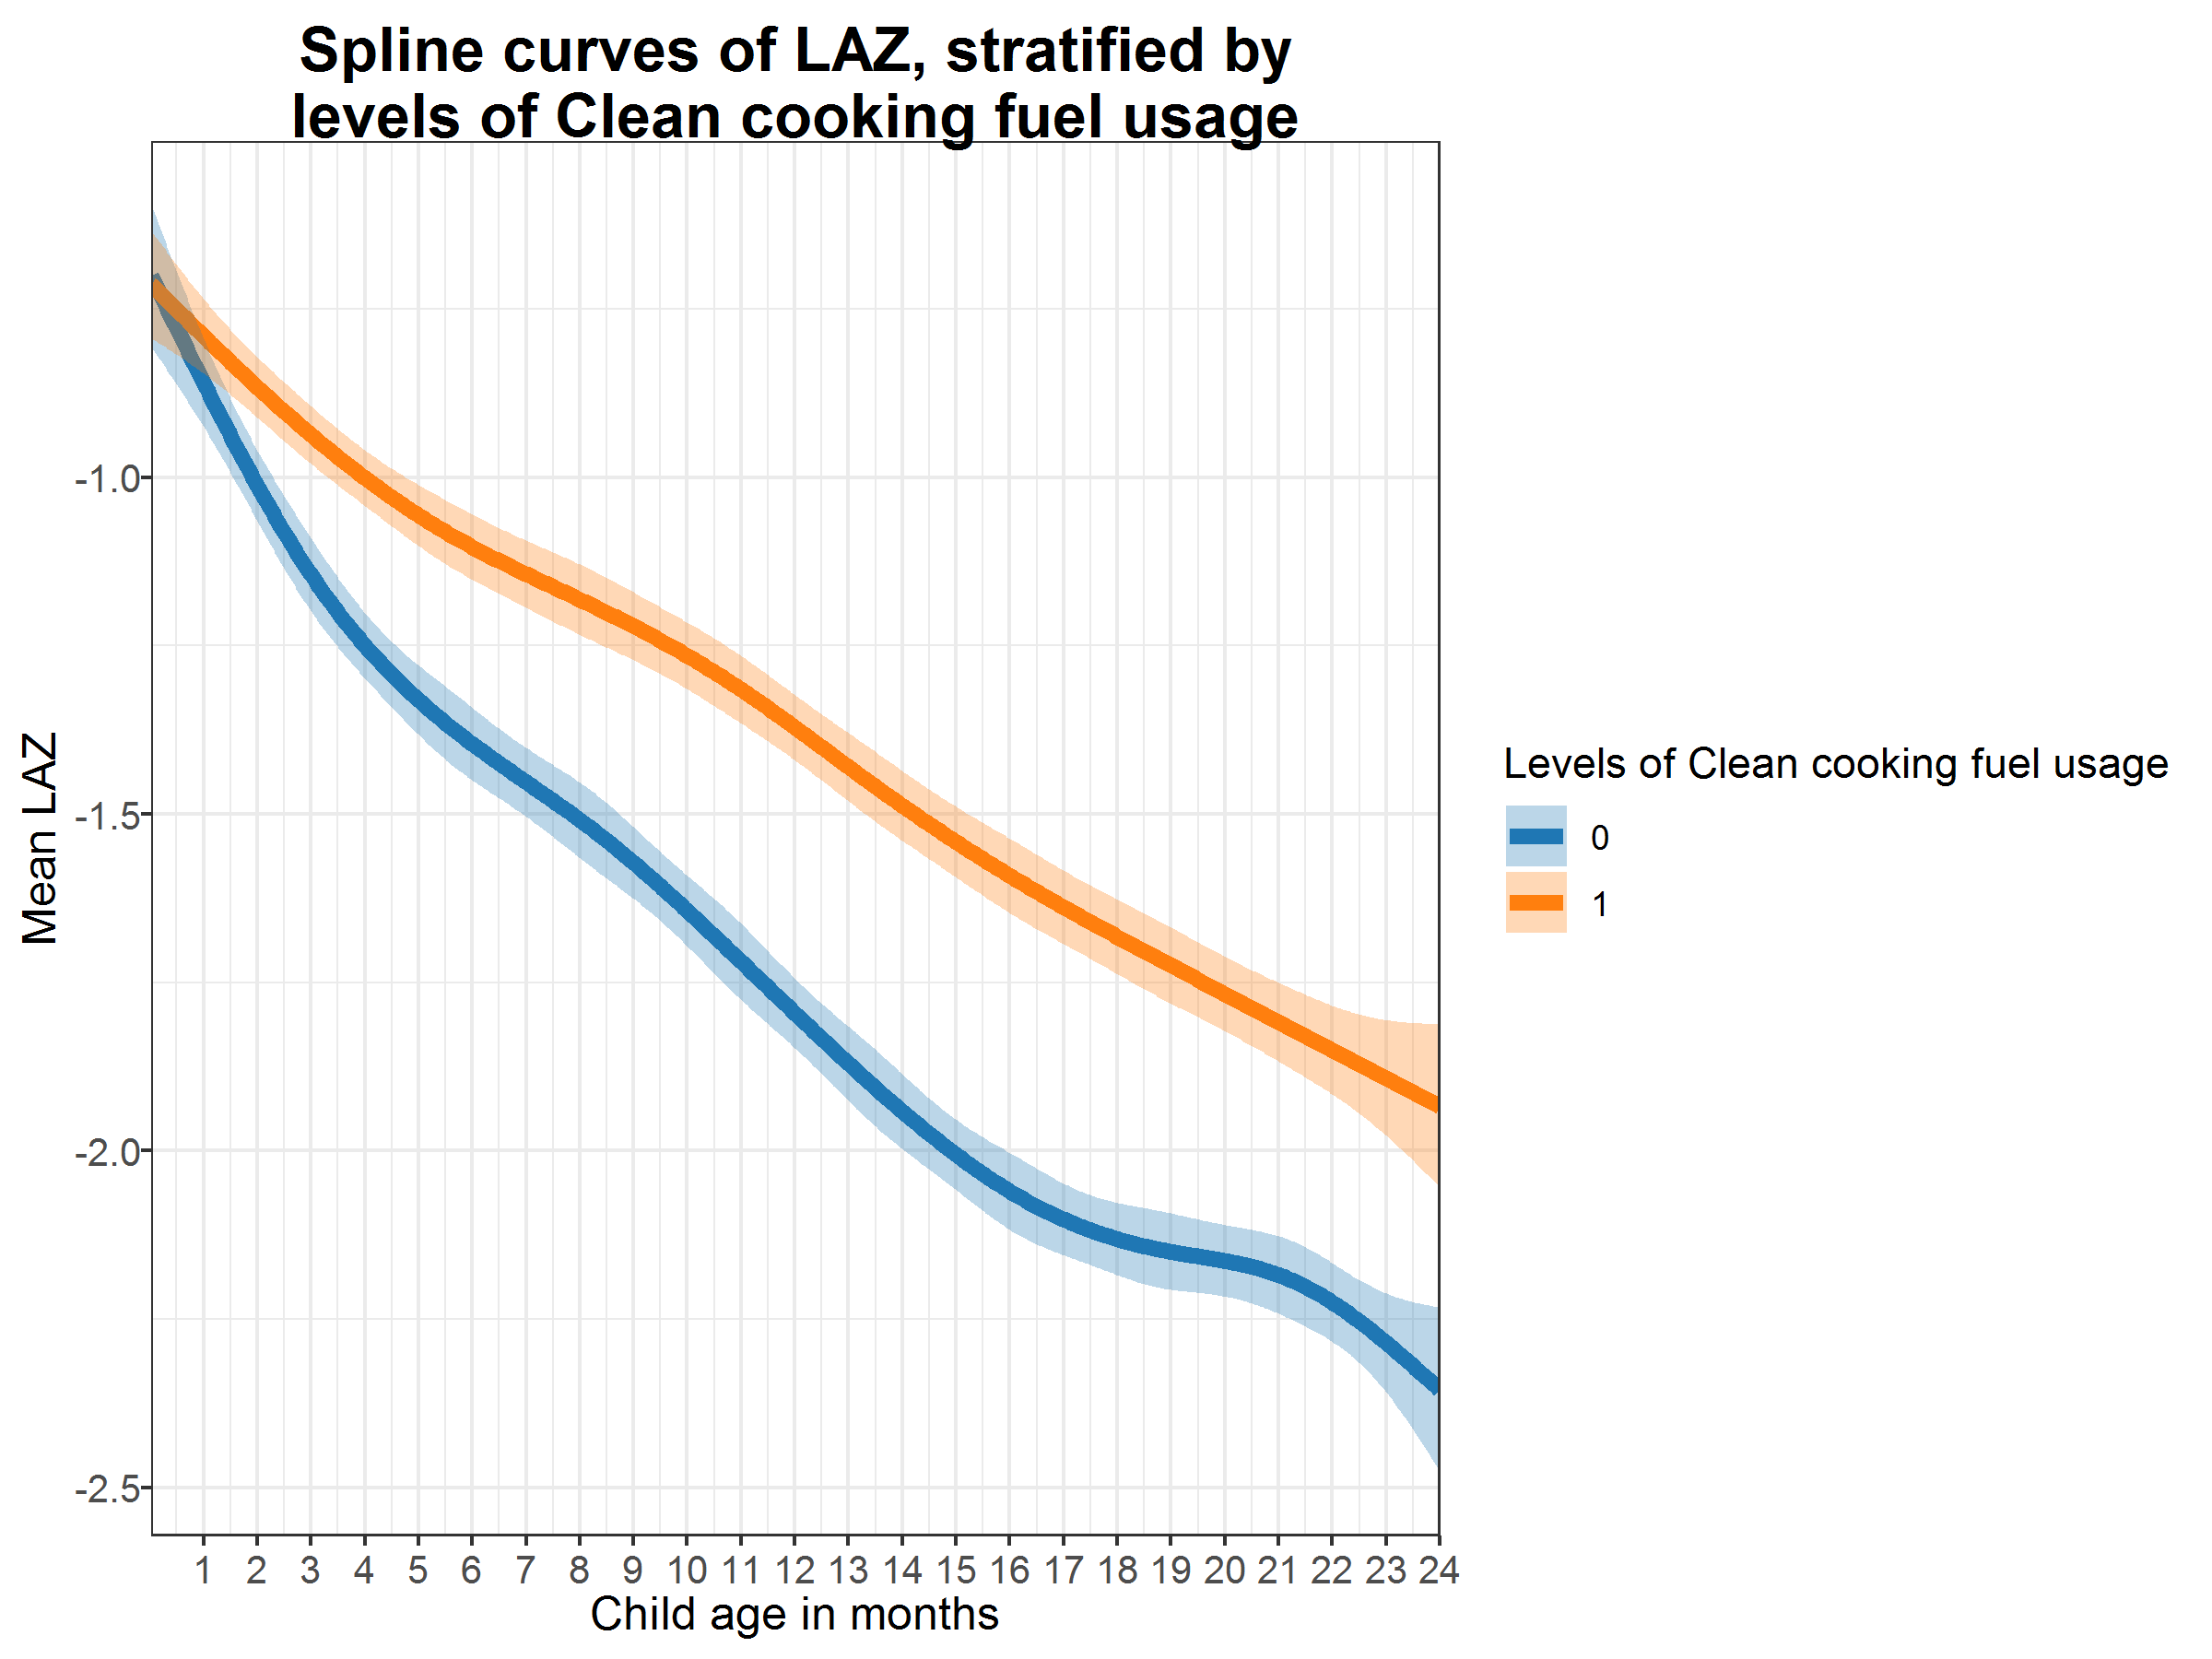 Spline curves of LAZ, stratified by
levels of Clean cooking fuel usage
Mean LAZ
-1.0
-1.5
-2.0
-2.5
1 2 3 4 5 6 7 8 9 10 11 12 13 14 15 16 17 18 19 20 21 22 23 24
Child age in months
Levels of Clean cooking fuel usage
0
1